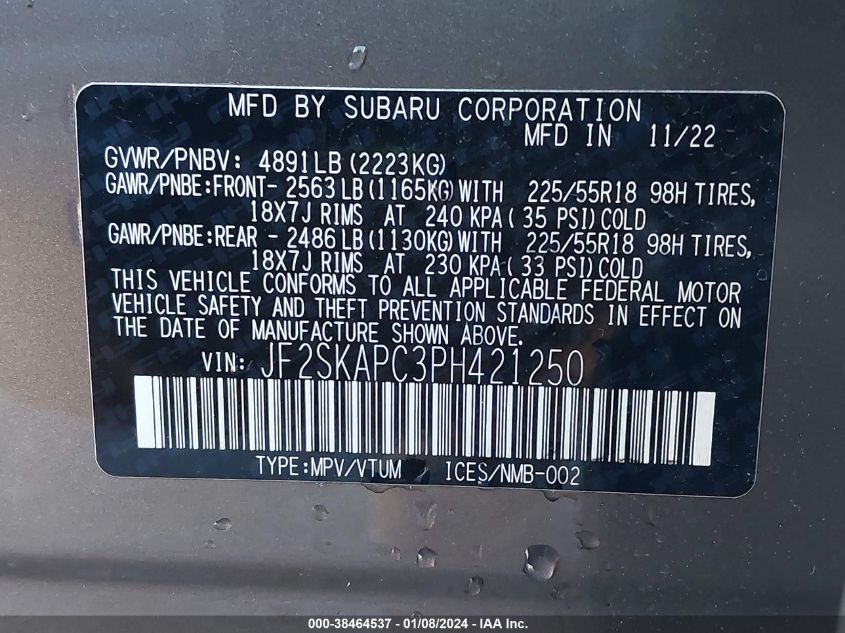 MFD BY SUBARU CORPORATION
MFD IN 11/22
GVWR/PNBV: 4891LB(2223KG)
GAWR/PNBE:FRONT- 2563LB(1165KG)WITH 225/55R18 98H TIRES,
18X7J RIMS AT 240 KPA(35 PSI)COLD
GAWR/PNBE:REAR - 2486LB(1130KG)WITH 225/55R18 98H TIRES,
18X7J RIMS AT 230 KPA(33 PSI)COLD
THIS VEHICLE CONFORMS TO ALL APPLICABLE FEDERAL MOTOR
VEHICLE SAFETY AND THEFT PREVENTION STANDARDS IN EFFECT ON
THE DATE OF MANUFACTURE SHOWN ABOVE.
VIN: JF2SKAPC3PH421250
TYPE:MPV/VTUM ICES/NMB-002
000-38464537 - 01/08/2024 - IAA Inc.